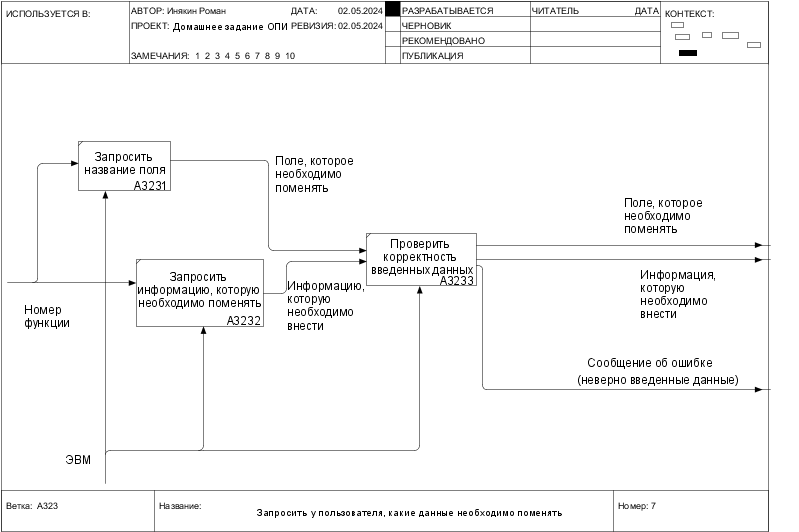 ИСПОЛЬЗУЕТСЯ В:
АВТОР: Инякин Роман
ДАТА: 02.05.2024
ПРОЕКТ: Домашнее задание ОПИ
РЕВИЗИЯ: 02.05.2024
ЗАМЕЧАНИЯ: 1 2 3 4 5 6 7 8 9 10
РАЗРАБАТЫВАЕТСЯ
ЧЕРНОВИК
РЕКОМЕНДОВАНО
ПУБЛИКАЦИЯ
ЧИТАТЕЛЬ
ДАТА
КОНТЕКСТ:
Запросить
название поля
A3231
Поле, которое
необходимо
поменять
Запросить
информацию, которую
необходимо поменять
A3232
Номер
функции
Информацию,
которую
необходимо
внести
Проверить
корректность
введенных данных
A3233
Поле, которое
необходимо
поменять
Информация,
которую
необходимо
внести
Сообщение об ошибке
(неверно введенные данные)
ЭВМ
Ветка: A323
Название:
Запросить у пользователя, какие данные необходимо поменять
Номер: 7